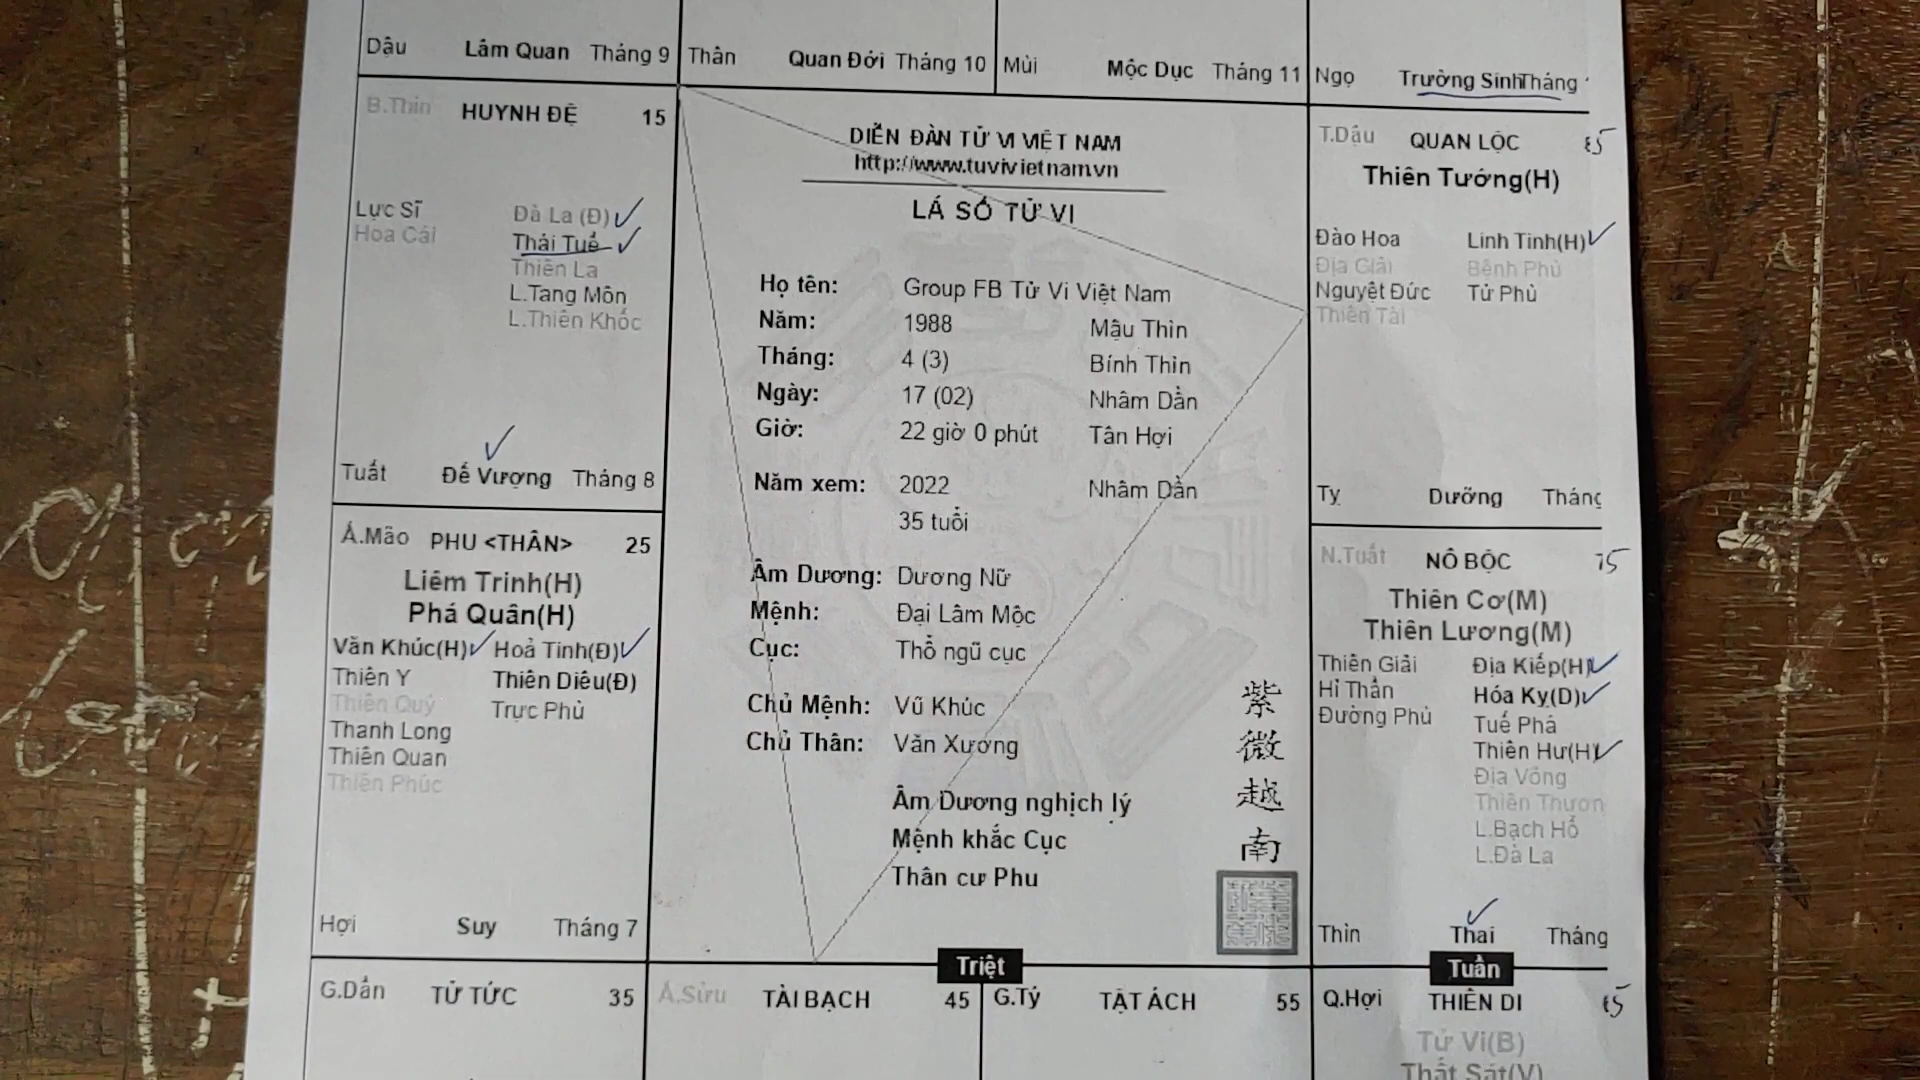 Dậu Lâm Quan Tháng 9
Thân Quan Đới Tháng 10
Mùi Mộc Dục Tháng 11
Ngọ Trường Sinh Tháng
B.Thìn HUYNH ĐỆ 15
Lực Sĩ Đà La (Đ)
Hoa Cái Thái Tuế
Thiên La
L.Tang Môn
L.Thiên Khốc
Tuất Đế Vượng Tháng 8
Á.Mão PHU <THÂN> 25
Liêm Trinh(H)
Phá Quân(H)
Văn Khúc(H) Hoả Tinh(Đ)
Thiên Y Thiên Diêu(Đ)
Thiên Quý Trực Phù
Thanh Long
Thiên Quan
Thiên Phúc
Hợi Suy Tháng 7
DIỄN ĐÀN TỬ VI VIỆT NAM
http://www.tuvivietnam.vn
LÁ SỐ TỬ VI
Họ tên: Group FB Tử Vi Việt Nam
Năm: 1988 Mậu Thìn
Tháng: 4 (3) Bính Thìn
Ngày: 17 (02) Nhâm Dần
Giờ: 22 giờ 0 phút Tân Hợi
Năm xem: 2022 Nhâm Dần
35 tuổi
Âm Dương: Dương Nữ
Mệnh: Đại Lâm Mộc
Cục: Thổ ngũ cục
Chủ Mệnh: Vũ Khúc
Chủ Thân: Văn Xương
Âm Dương nghịch lý
Mệnh khắc Cục
Thân cư Phu
紫
微
越
南
T.Dậu QUAN LỘC
Thiên Tướng(H)
Đào Hoa Linh Tinh(H)
Địa Giải Bệnh Phù
Nguyệt Đức Tử Phù
Thiên Tài
Tỵ Dưỡng Tháng
N.Tuất NÔ BỘC 75
Thiên Cơ(M)
Thiên Lương(M)
Thiên Giải Địa Kiếp(H)
Hỉ Thần Hóa Kỵ(D)
Đường Phù Tuế Phá
Thiên Hư(H)
Địa Võng
Thiên Thươn
L.Bạch Hổ
L.Đà La
Thìn Thai Tháng
Triệt
Tuần
G.Dần TỬ TỨC 35
Á.Sửu TÀI BẠCH 45
G.Tý TẬT ÁCH 55
Q.Hợi THIÊN DI
Tử Vi(B)
Thất Sát(V)